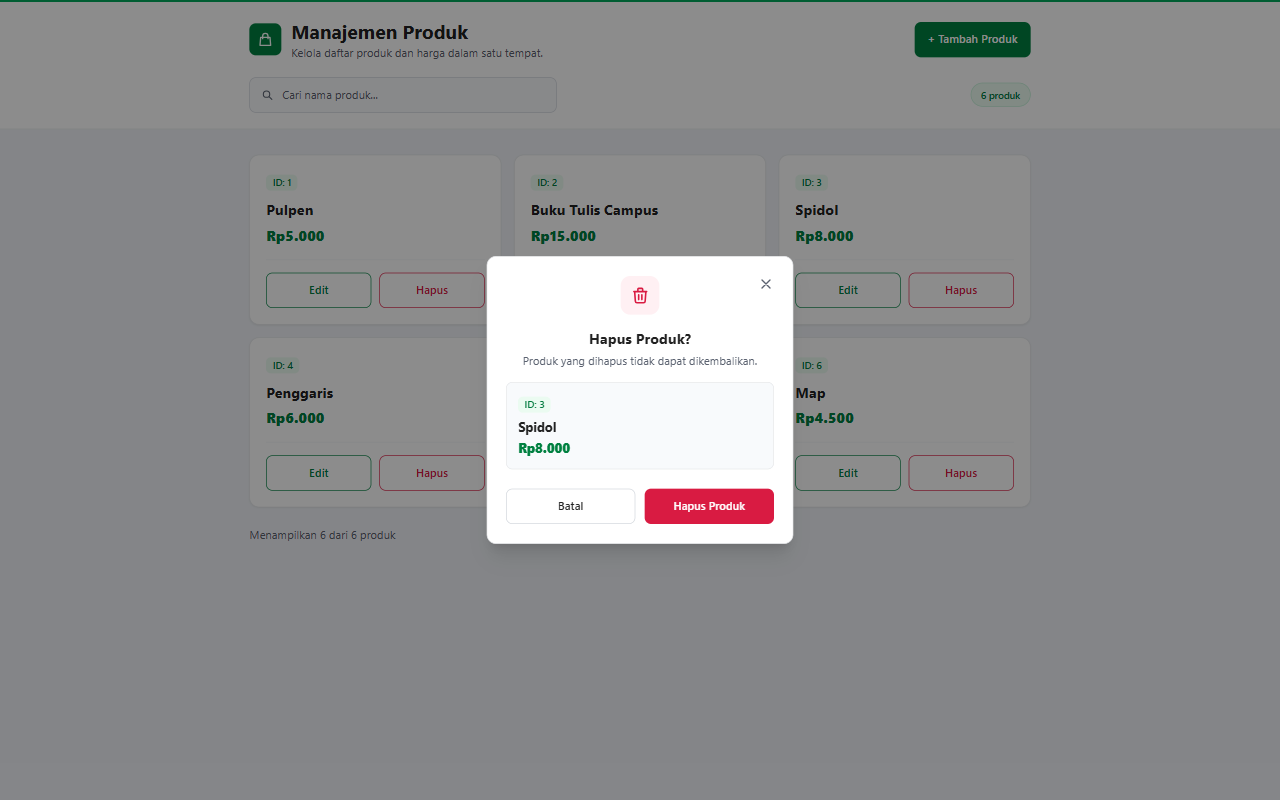 Manajemen Produk
Kelola daftar produk dan harga dalam satu tempat.
+ Tambah Produk
Cari nama produk...
6 produk
ID: 1
Pulpen
Rp5.000
Edit
Hapus
ID: 2
Buku Tulis Campus
Rp15.000
ID: 3
Spidol
Rp8.000
Edit
Hapus
ID: 4
Penggaris
Rp6.000
Edit
Hapus
ID: 6
Map
Rp4.500
Edit
Hapus
Menampilkan 6 dari 6 produk
Hapus Produk?
Produk yang dihapus tidak dapat dikembalikan.
ID: 3
Spidol
Rp8.000
Batal
Hapus Produk